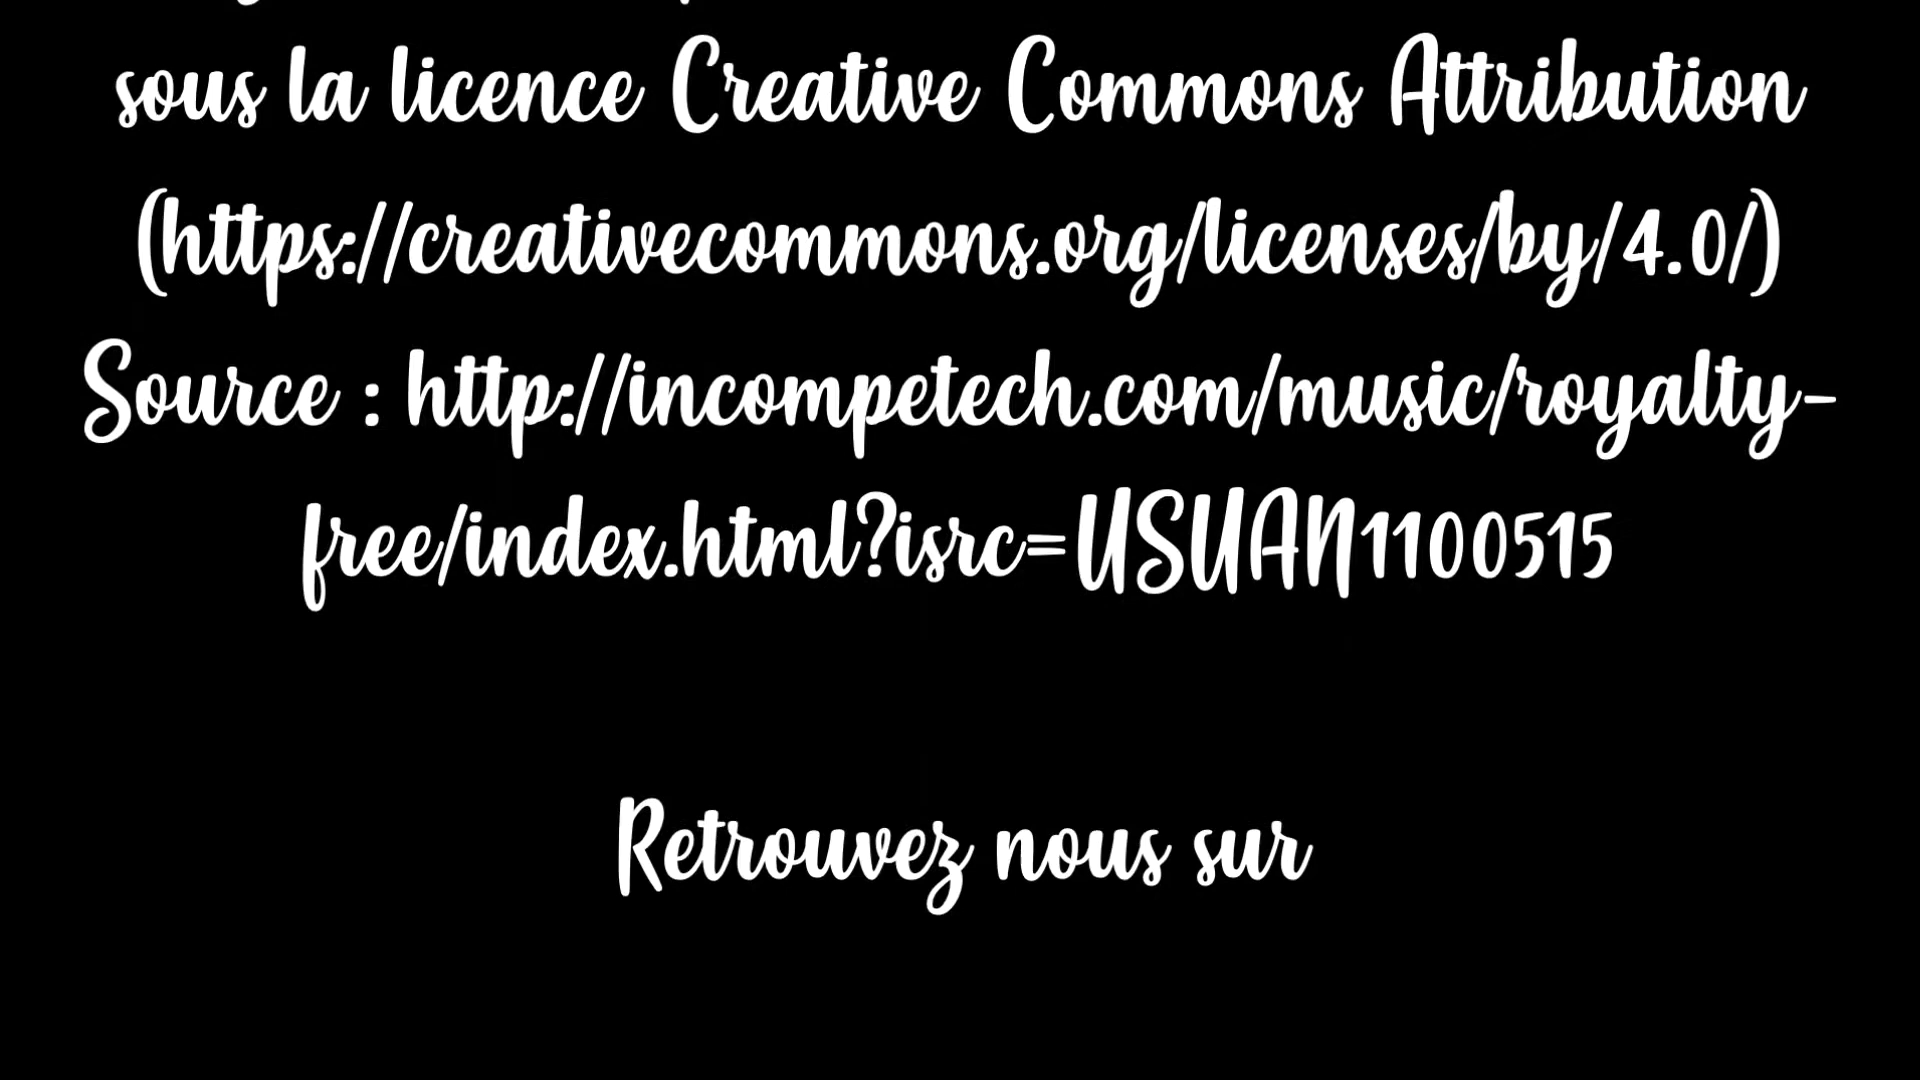 sous la licence Creative Commons Attribution
(https://creativecommons.org/licenses/by/4.0/)
Source : http://incompetech.com/music/royalty-
free/index.html?isrc=USUAN1100515
Retrouvez nous sur